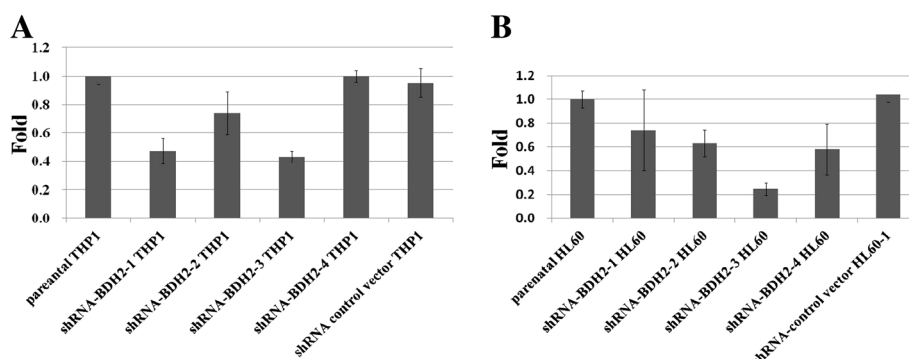 A
Fold
1.2
1.0
0.8
0.6
0.4
0.2
0.0
pareantal THP1
shRNA-BDH2-1 THP1
shRNA-BDH2-2 THP1
shRNA-BDH2-3 THP1
shRNA-BDH2-4 THP1
shRNA control vector THP1
B
Fold
1.2
1.0
0.8
0.6
0.4
0.2
0.0
parenatal HL60
shRNA-BDH2-1 HL60
shRNA-BDH2-2 HL60
shRNA-BDH2-3 HL60
shRNA-BDH2-4 HL60
shRNA-control vector HL60-1